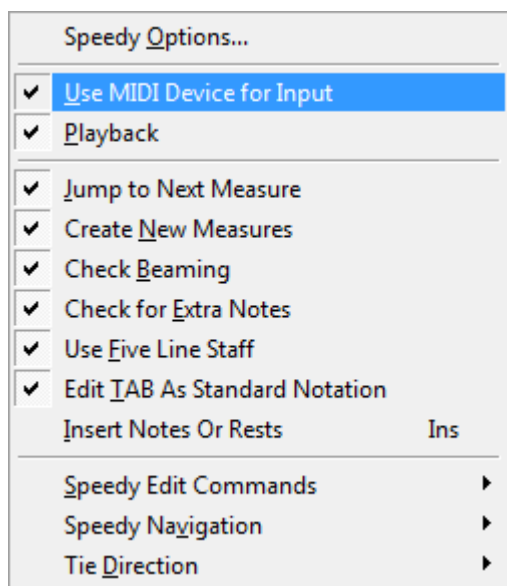 Speedy Options...
Use MIDI Device for Input
Playback
Jump to Next Measure
Create New Measures
Check Beaming
Check for Extra Notes
Use Five Line Staff
Edit TAB As Standard Notation
Insert Notes Or Rests Ins
Speedy Edit Commands
Speedy Navigation
Tie Direction